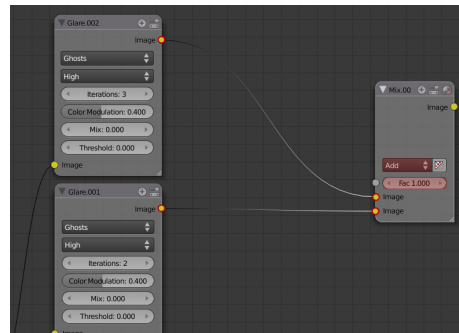 Glare.002
Image
Ghosts
High
Iterations: 3
Color Modulation: 0.400
Mix: 0.000
Threshold: 0.000
Image
Glare.001
Image
Ghosts
High
Iterations: 2
Color Modulation: 0.400
Mix: 0.000
Threshold: 0.000
Mix.00
Image
Add
Fac 1.000
Image
Image